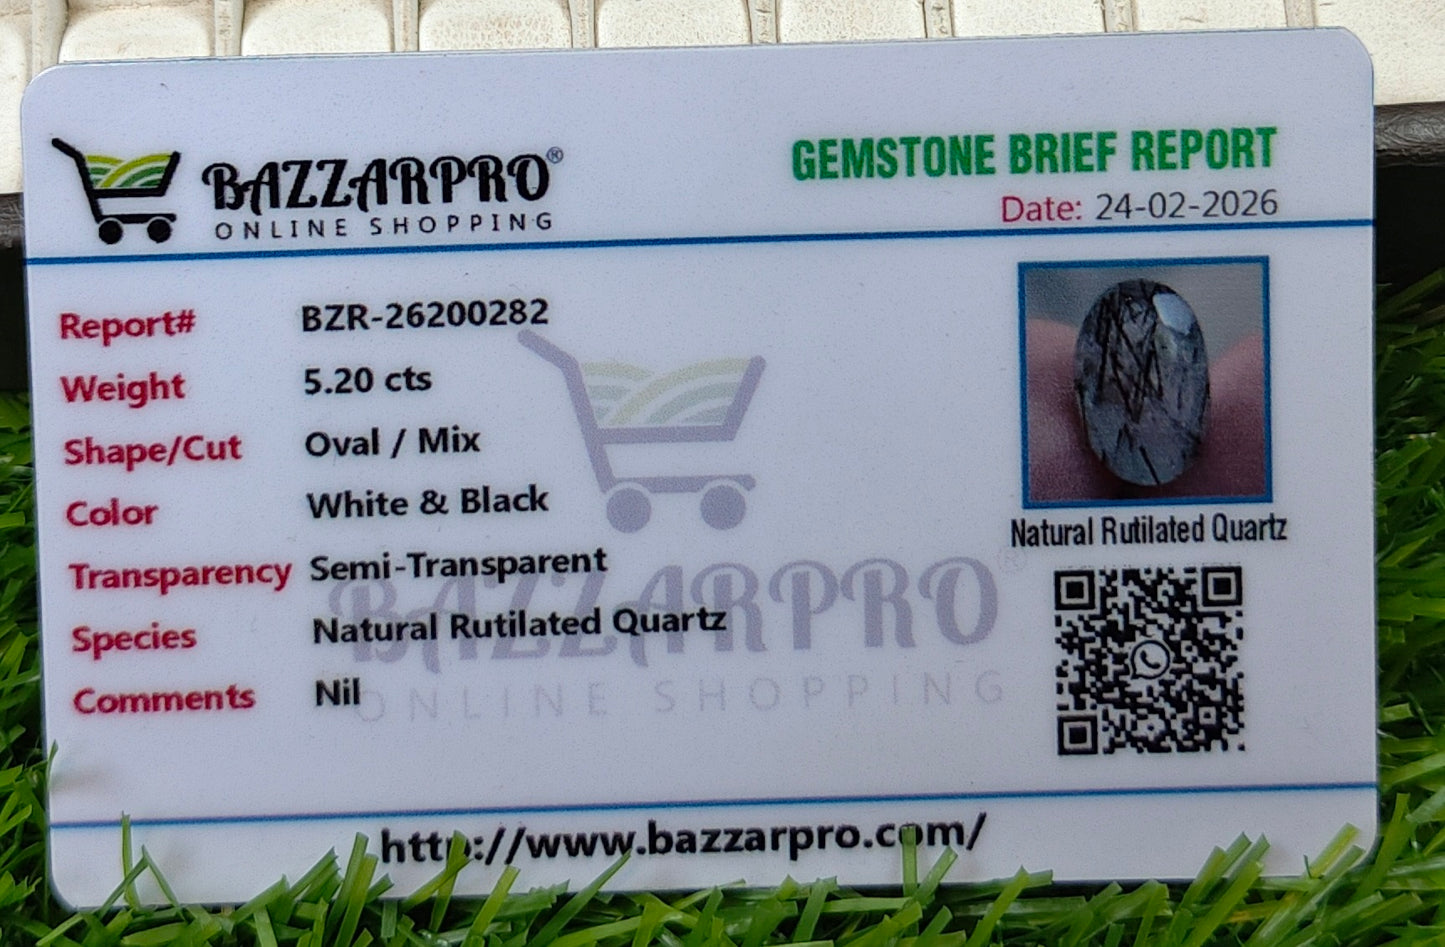 BAZZARPRO®
ONLINE SHOPPING
GEMSTONE BRIEF REPORT
Date: 24-02-2026
Report# BZR-26200282
Weight 5.20 cts
Shape/Cut Oval / Mix
Color White & Black
Transparency Semi-Transparent
Species Natural Rutilated Quartz
Comments Nil
Natural Rutilated Quartz
BAZZARPRO®
ONLINE SHOPPING
http://www.bazzarpro.com/